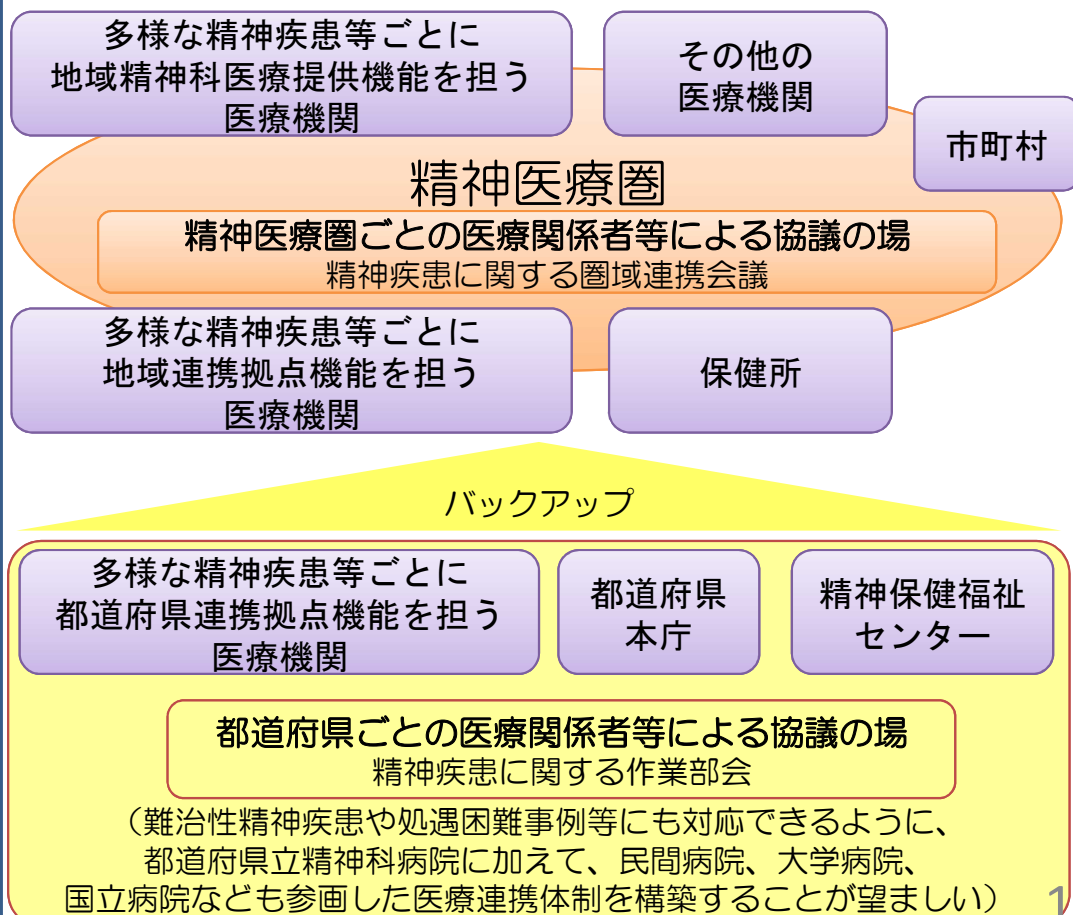 多様な精神疾患等ごとに
地域精神科医療提供機能を担う
医療機関
その他の
医療機関
市町村
精神医療圏
精神医療圏ごとの医療関係者等による協議の場
精神疾患に関する圏域連携会議
多様な精神疾患等ごとに
地域連携拠点機能を担う
医療機関
保健所
バックアップ
多様な精神疾患等ごとに
都道府県連携拠点機能を担う
医療機関
都道府県
本庁
精神保健福祉
センター
都道府県ごとの医療関係者等による協議の場
精神疾患に関する作業部会
（難治性精神疾患や処遇困難事例等にも対応できるように、
都道府県立精神科病院に加えて、民間病院、大学病院、
国立病院なども参画した医療連携体制を構築することが望ましい）
1